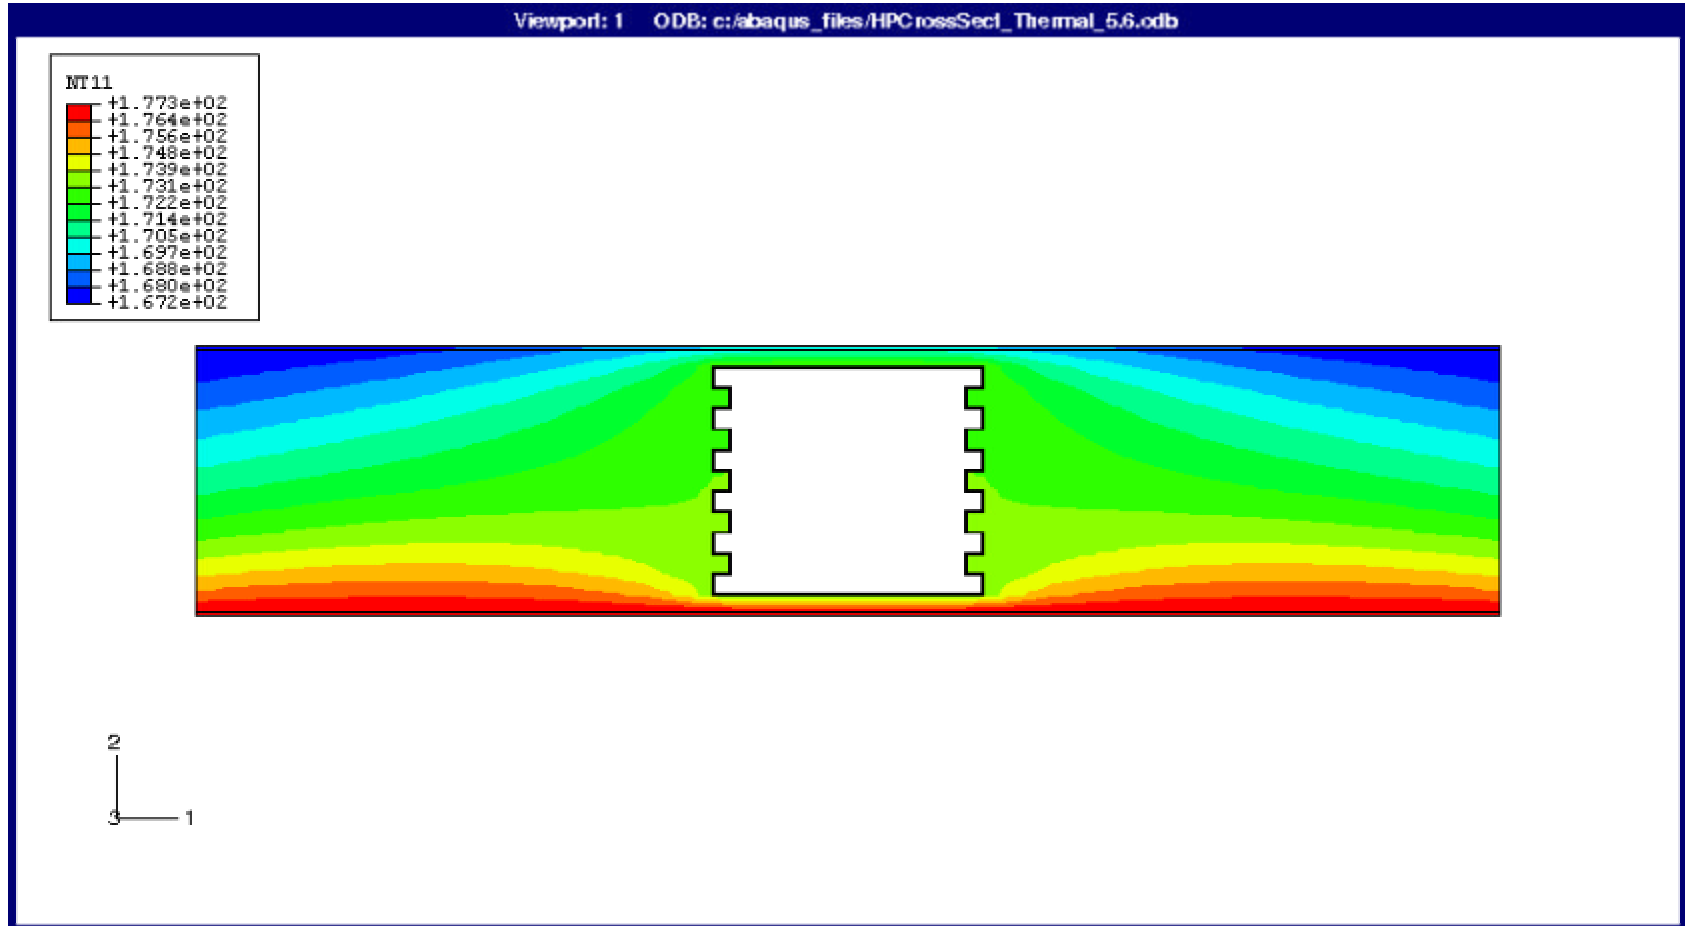 Viewport: 1 ODB: c:/abaqus_files/HPCrossSect_Thermal_5.6.odb
NT11
+1.773e+02
+1.764e+02
+1.756e+02
+1.748e+02
+1.739e+02
+1.731e+02
+1.722e+02
+1.714e+02
+1.705e+02
+1.697e+02
+1.688e+02
+1.680e+02
+1.672e+02
2
3 1